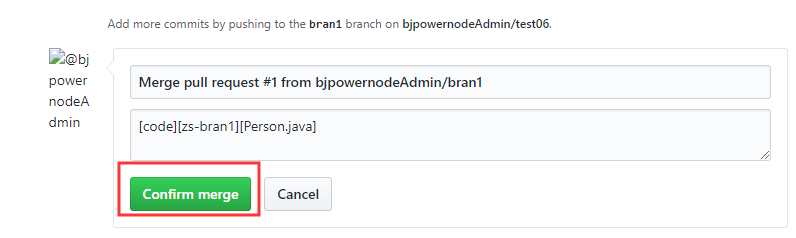 Add more commits by pushing to the bran1 branch on bjpowernodeAdmin/test06.
@bj
power
nodeA
dmin
Merge pull request #1 from bjpowernodeAdmin/bran1
[code][zs-bran1][Person.java]
Confirm merge
Cancel